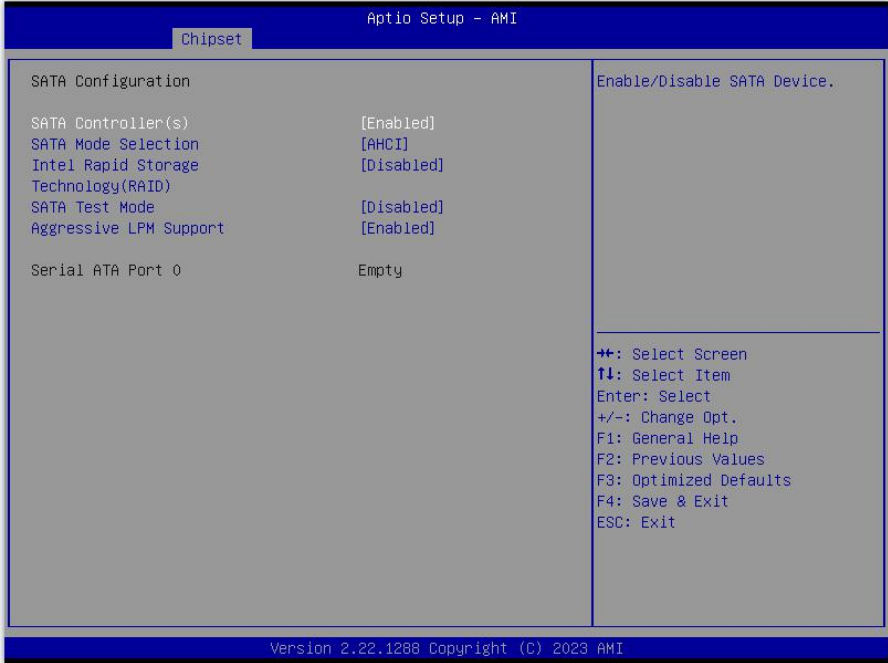 Aptio Setup – AMI
Chipset
SATA Configuration
SATA Controller(s) [Enabled]
SATA Mode Selection [AHCI]
Intel Rapid Storage [Disabled]
Technology(RAID)
SATA Test Mode [Disabled]
Aggressive LPM Support [Enabled]
Serial ATA Port 0 Empty
Enable/Disable SATA Device.
→←: Select Screen
↑↓: Select Item
Enter: Select
+/-: Change Opt.
F1: General Help
F2: Previous Values
F3: Optimized Defaults
F4: Save & Exit
ESC: Exit
Version 2.22.1288 Copyright (C) 2023 AMI